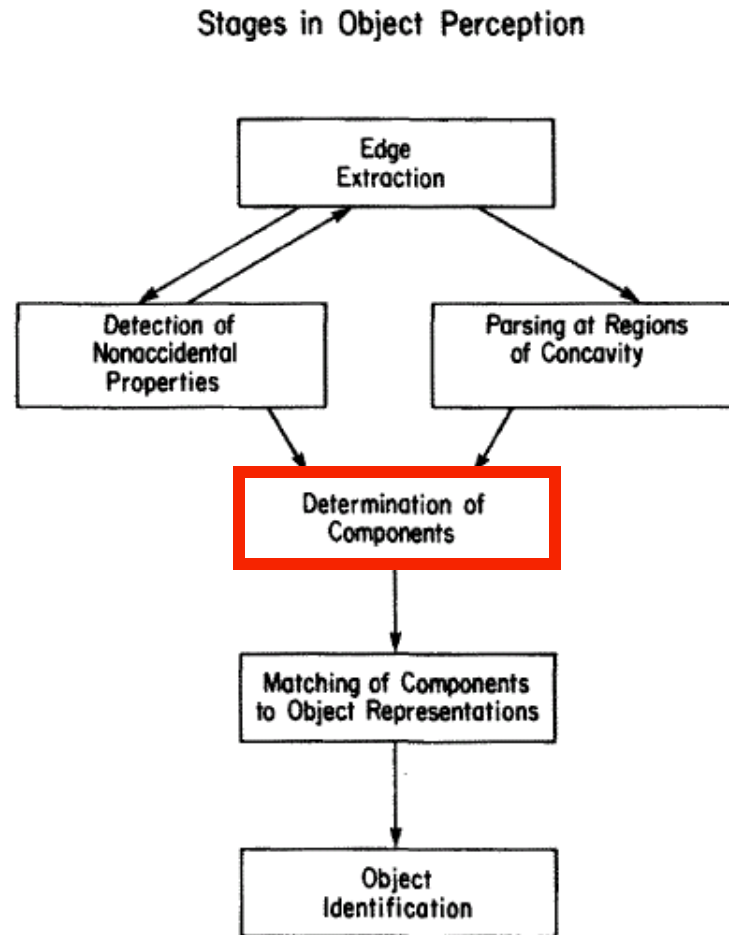 Stages in Object Perception
Edge
Extraction
Detection of
Nonaccidental
Properties
Parsing at Regions
of Concavity
Determination of
Components
Matching of Components
to Object Representations
Object
Identification